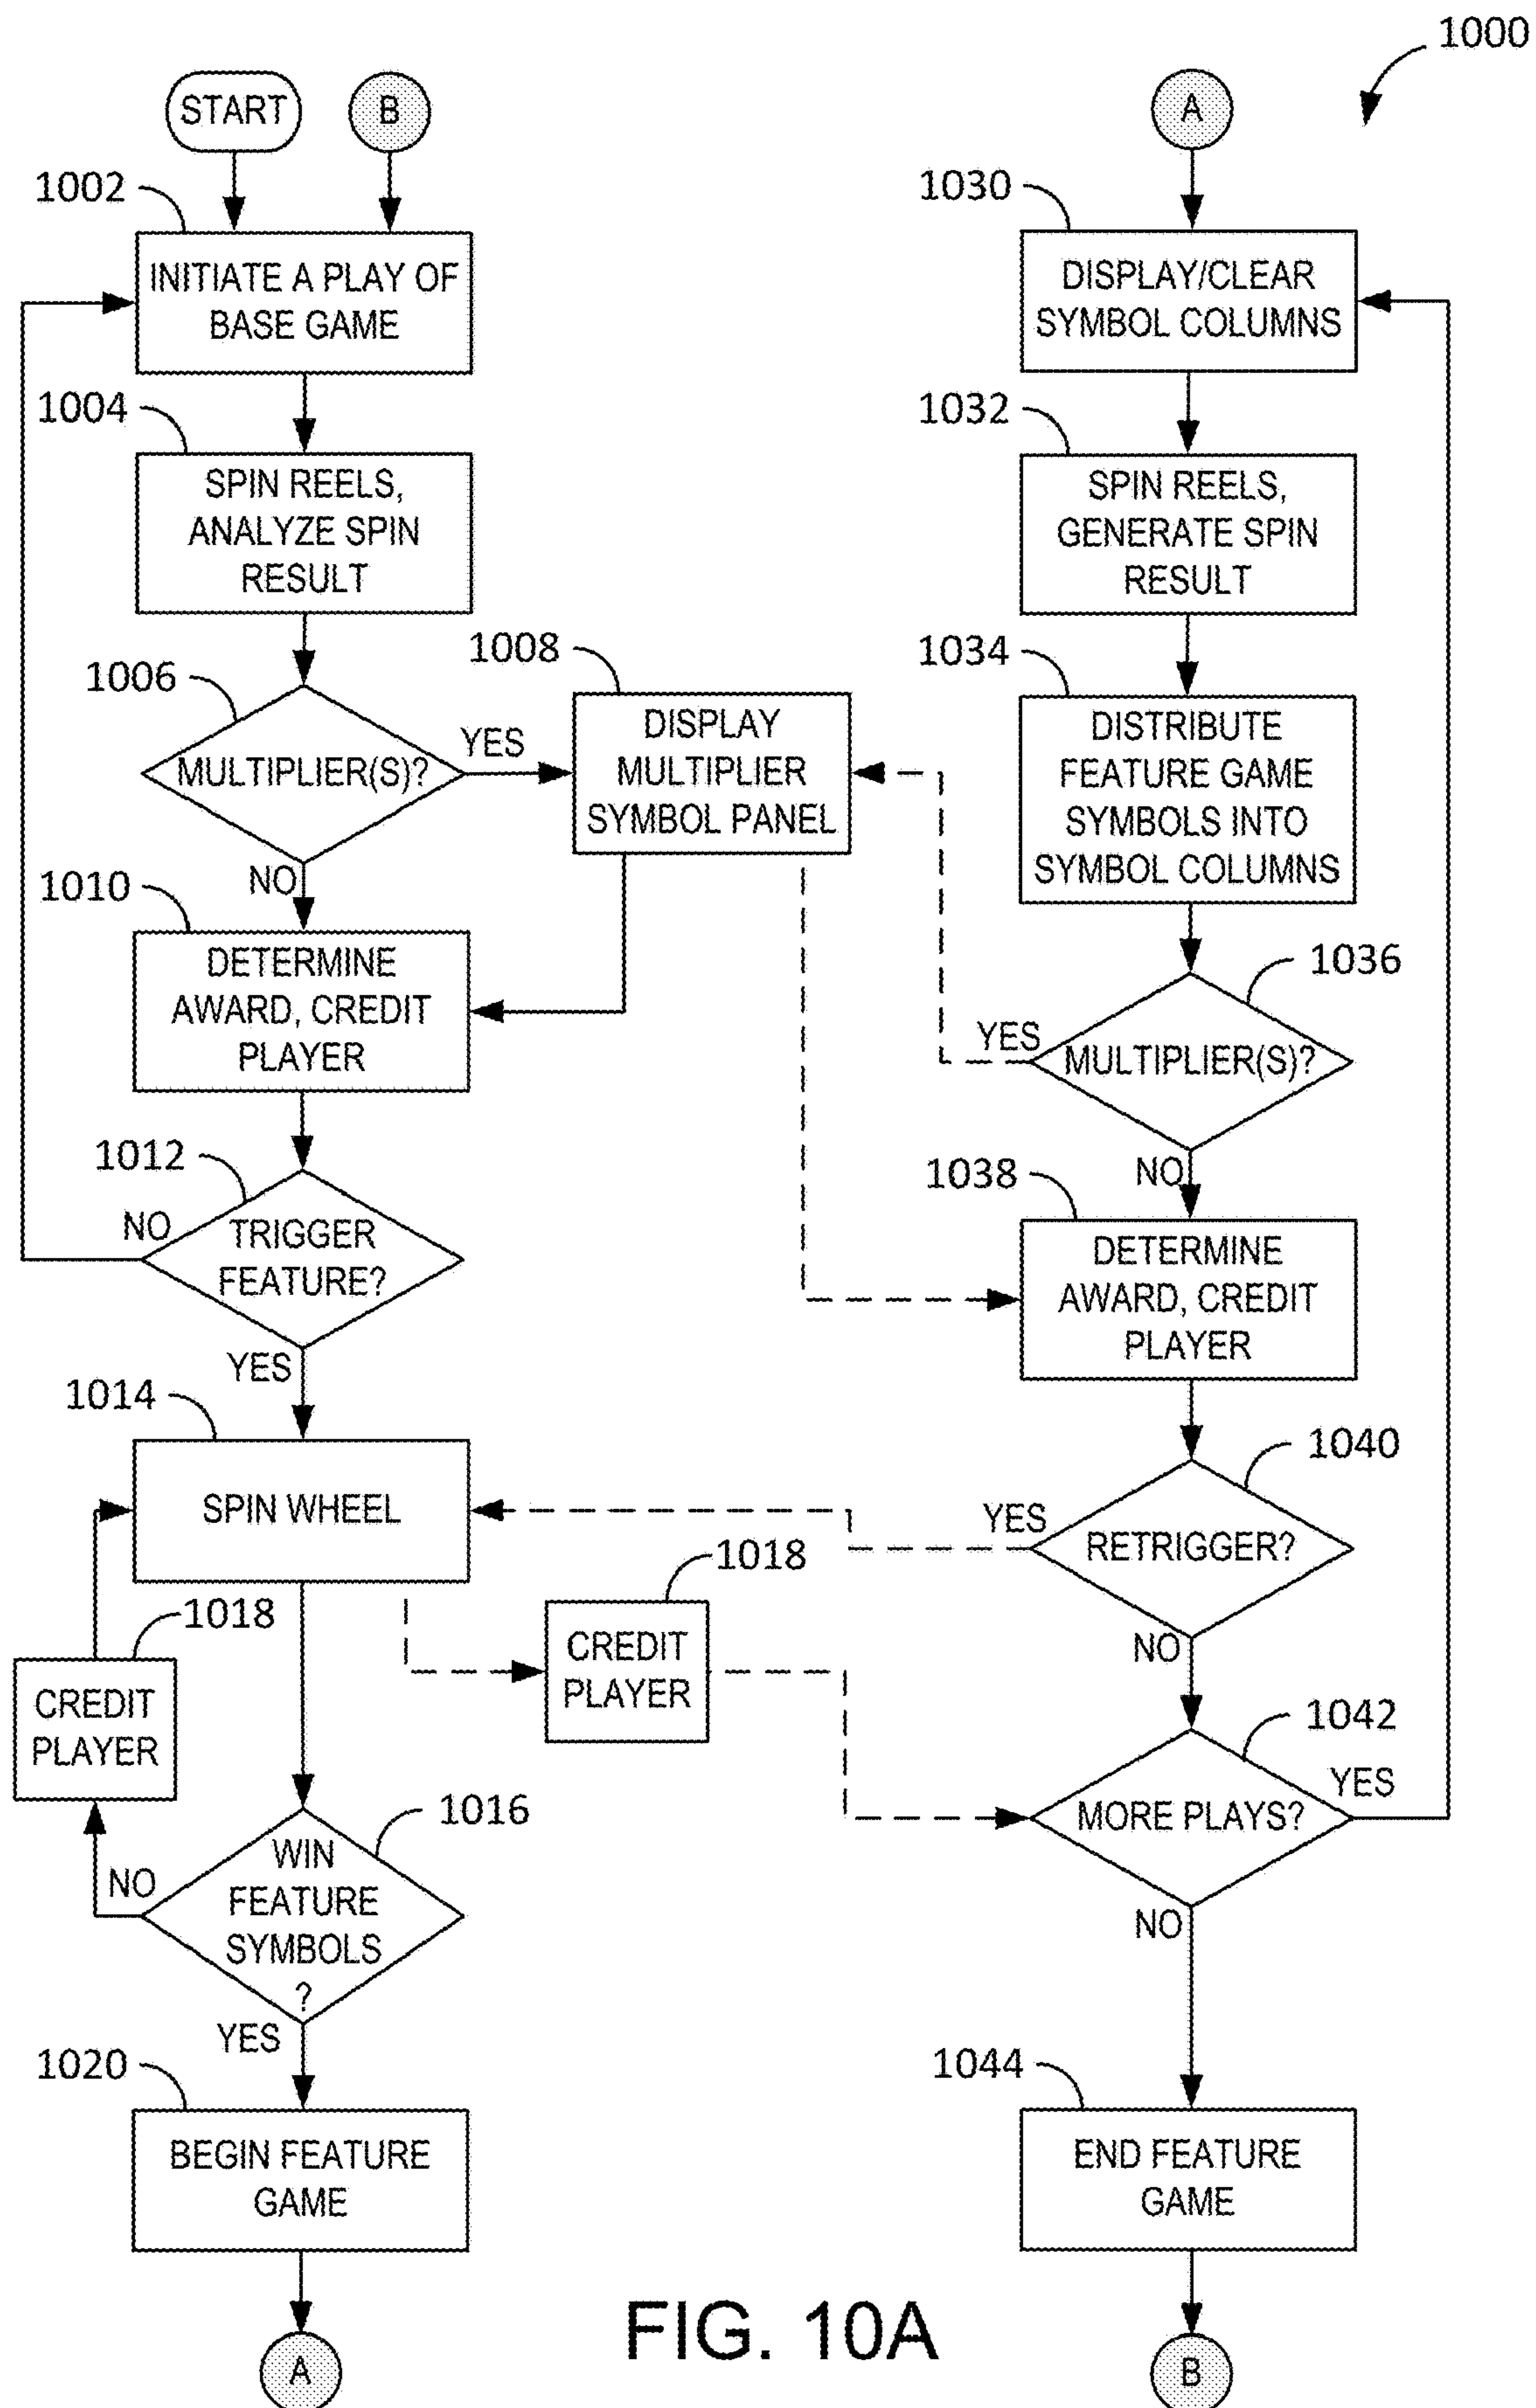 1000
START
B
1002
INITIATE A PLAY OF
BASE GAME
1004
SPIN REELS,
ANALYZE SPIN
RESULT
1006
MULTIPLIER(S)?
YES
NO
1008
DISPLAY
MULTIPLIER
SYMBOL PANEL
1010
DETERMINE
AWARD, CREDIT
PLAYER
1012
TRIGGER
FEATURE?
NO
YES
1014
SPIN WHEEL
1018
CREDIT
PLAYER
1018
CREDIT
PLAYER
1016
WIN
FEATURE
SYMBOLS
?
NO
YES
1020
BEGIN FEATURE
GAME
A
A
1030
DISPLAY/CLEAR
SYMBOL COLUMNS
1032
SPIN REELS,
GENERATE SPIN
RESULT
1034
DISTRIBUTE
FEATURE GAME
SYMBOLS INTO
SYMBOL COLUMNS
1036
MULTIPLIER(S)?
YES
NO
1038
DETERMINE
AWARD, CREDIT
PLAYER
1040
RETRIGGER?
YES
NO
1042
MORE PLAYS?
YES
NO
1044
END FEATURE
GAME
B
FIG. 10A